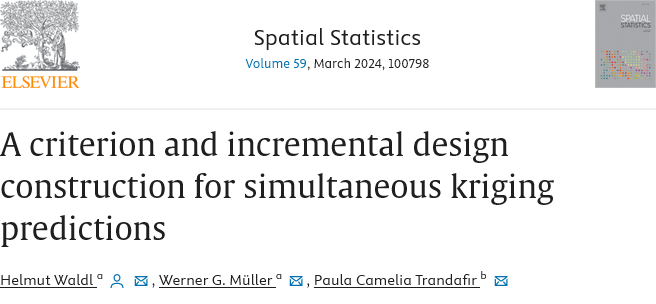 ELSEVIER
Spatial Statistics
Volume 59, March 2024, 100798
SPATIAL
STATISTICS
A criterion and incremental design
construction for simultaneous kriging
predictions
Helmut Waldl a, Werner G. Müller a, Paula Camelia Trandafir b